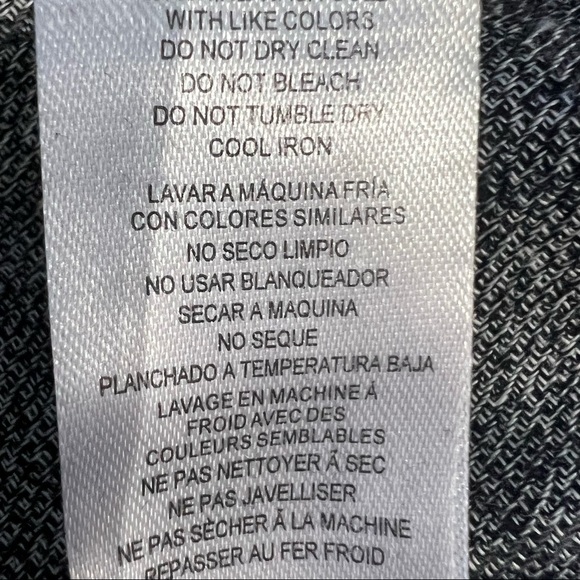 WITH LIKE COLORS
DO NOT DRY CLEAN
DO NOT BLEACH
DO NOT TUMBLE DRY
COOL IRON
LAVAR A MÁQUINA FRÍA
CON COLORES SIMILARES
NO SECO LIMPIO
NO USAR BLANQUEADOR
SECAR A MAQUINA
NO SEQUE
PLANCHADO A TEMPERATURA BAJA
LAVAGE EN MACHINE Á
FROID AVEC DES
COULEURS SEMBLABLES
NE PAS NETTOYER Ã SEC
NE PAS JAVELLISER
NE PAS SÈCHER Ã LA MACHINE
REPASSER AU FER FROID